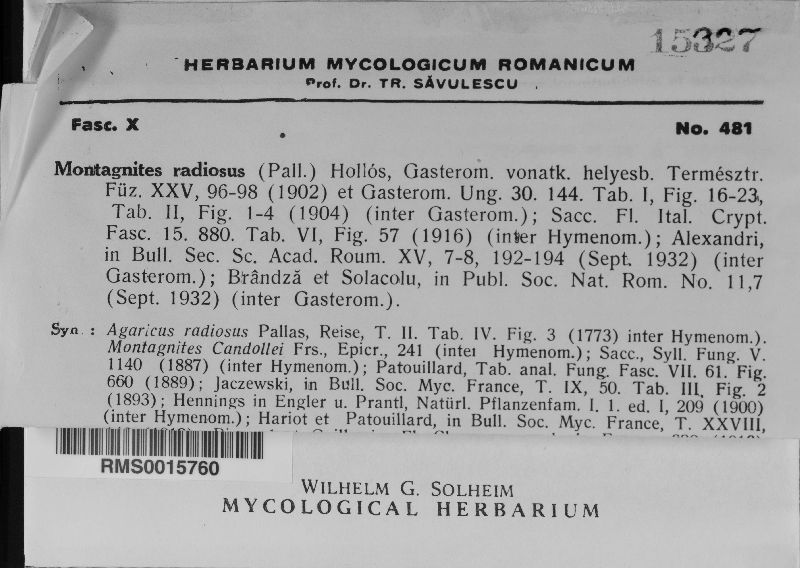 15327
HERBARIUM MYCOLOGICUM ROMANICUM
Prof. Dr. TR. SĂVULESCU
Fasc. X
No. 481
Montagnites radiosus (Pall.) Hollós, Gasterom. vonatk. helyesb. Természtr.
Füz. XXV, 96-98 (1902) et Gasterom. Ung. 30. 144. Tab. I, Fig. 16-23,
Tab. II, Fig. 1-4 (1904) (inter Gasterom.); Sacc. Fl. Ital. Crypt.
Fasc. 15. 880. Tab. VI, Fig. 57 (1916) (inter Hymenom.); Alexandri,
in Bull. Sec. Sc. Acad. Roum. XV, 7-8, 192-194 (Sept. 1932) (inter
Gasterom.); Brândză et Solacolu, in Publ. Soc. Nat. Rom. No. 11,7
(Sept. 1932) (inter Gasterom.).
Syn. : Agaricus radiosus Pallas, Reise, T. II. Tab. IV. Fig. 3 (1773) inter Hymenom.).
Montagnites Candollei Frs., Epicr., 241 (inter Hymenom.); Sacc., Syll. Fung. V.
1140 (1887) (inter Hymenom.); Patouillard, Tab. anal. Fung. Fasc. VII. 61. Fig.
660 (1889); Jaczewski, in Bull. Soc. Myc. France, T. IX, 50. Tab. III, Fig. 2
(1893); Hennings in Engler u. Prantl, Natürl. Pflanzenfam. I. 1. ed. I, 209 (1900)
(inter Hymenom.); Hariot et Patouillard, in Bull. Soc. Myc. France, T. XXVIII,
RMS0015760
WILHELM G. SOLHEIM
MYCOLOGICAL HERBARIUM